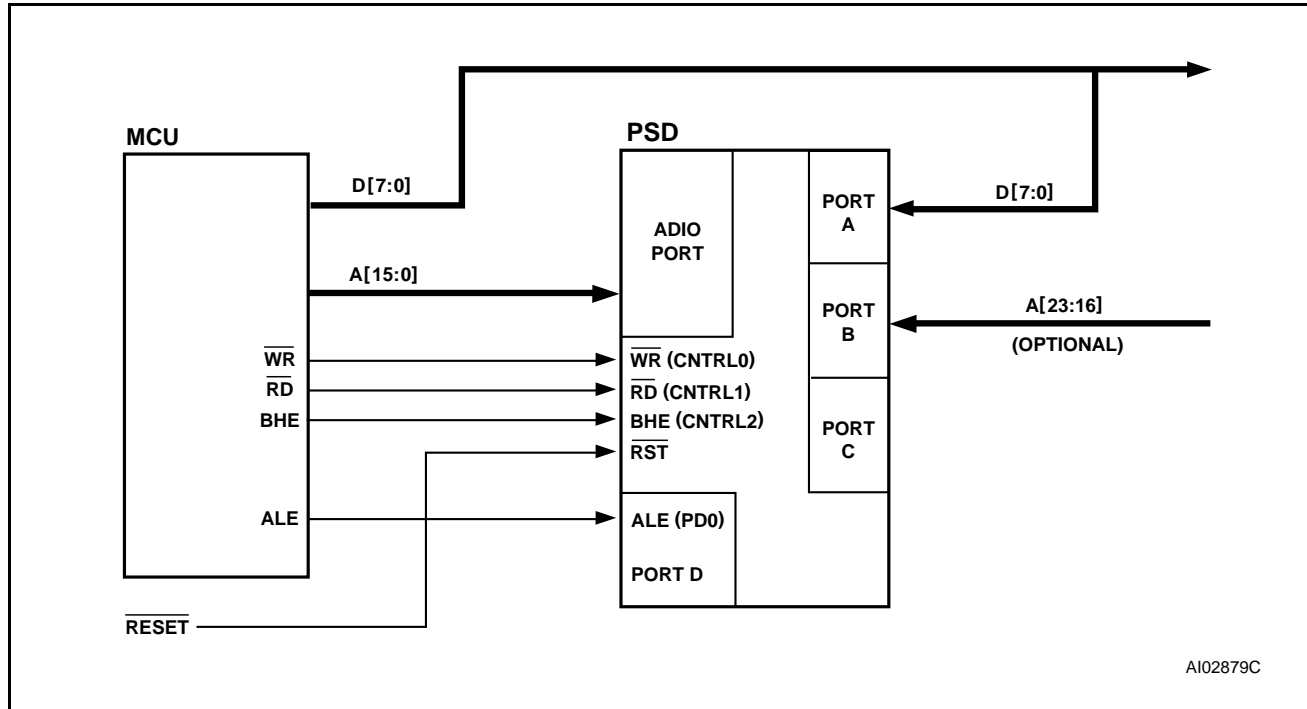 MCU
PSD
D[7:0]
A[15:0]
WR
RD
BHE
ALE
RESET
ADIO
PORT
WR (CNTRL0)
RD (CNTRL1)
BHE (CNTRL2)
RST
ALE (PD0)
PORT D
PORT
A
PORT
B
PORT
C
D[7:0]
A[23:16]
(OPTIONAL)
AI02879C